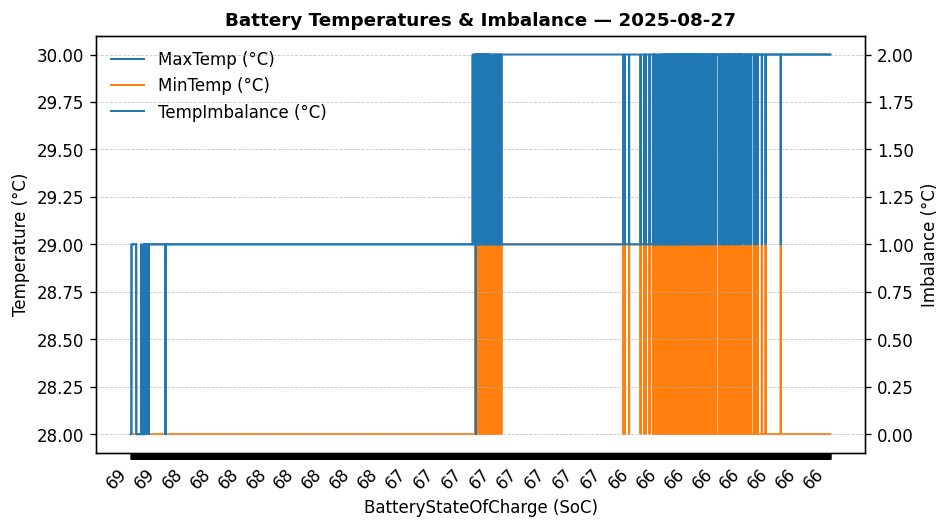 Battery Temperatures & Imbalance — 2025-08-27
MaxTemp (°C)
MinTemp (°C)
TempImbalance (°C)
Temperature (°C)
30.00
29.75
29.50
29.25
29.00
28.75
28.50
28.25
28.00
2.00
1.75
1.50
1.25
1.00
0.75
0.50
0.25
0.00
Imbalance (°C)
69 69 68 68 68 68 68 68 68 67 67 67 67 67 67 67 67 66 66 66 66 66 66 66 66
BatteryStateOfCharge (SoC)